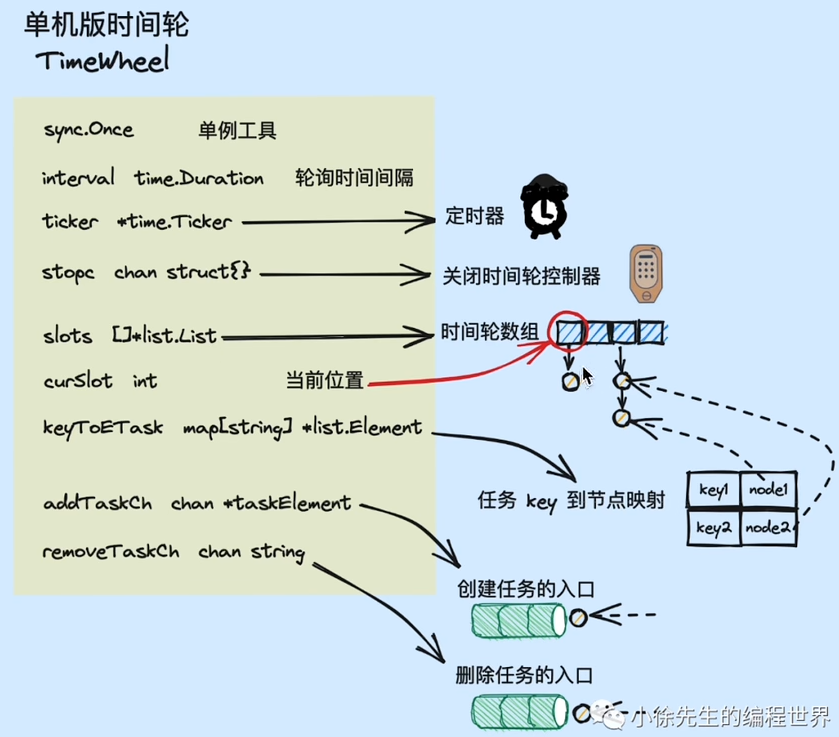 单机版时间轮
TimeWheel
sync.Once 单例工具
interval time.Duration 轮询时间间隔
ticker *time.Ticker 定时器
stopc chan struct{} 关闭时间轮控制器
slots []*list.List 时间轮数组
curSlot int 当前位置
keyToETask map[string] *list.Element
任务 key 到节点映射
key1 node1
key2 node2
addTaskCh chan *taskElement
removeTaskCh chan string
创建任务的入口
删除任务的入口
小徐先生的编程世界